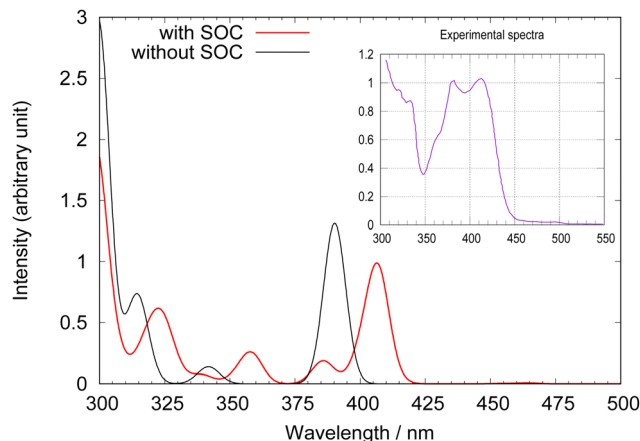 with SOC
without SOC
Experimental spectra
Intensity (arbitrary unit)
3
2.5
2
1.5
1
0.5
0
1.2
1
0.8
0.6
0.4
0.2
0
300 350 400 450 500 550
300 325 350 375 400 425 450 475 500
Wavelength / nm